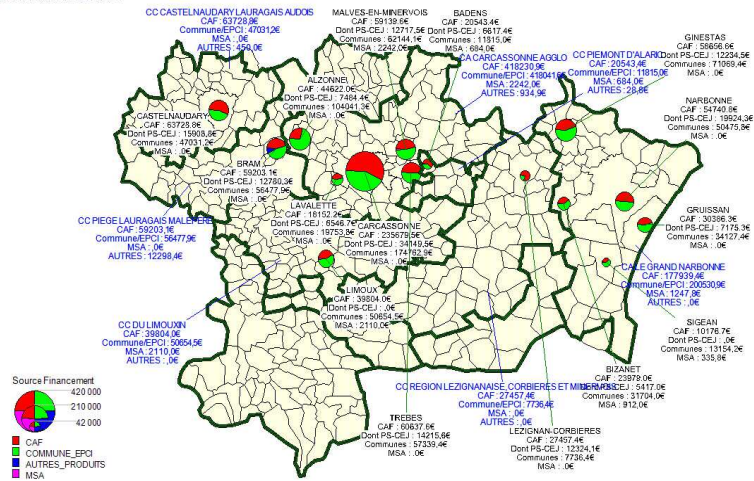 CC CASTELNAUDARY LAURAGAIS AUDOIS
CAF : 63728,8€
Commune/EPCI : 47031,2€
MSA : ,0€
AUTRES : 450,0€
MALVES-EN-MINERVOIS
CAF : 59139.6€
Dont PS-CEJ : 12717,5€
Communes : 62144,1€
MSA : 2242,0€
BADENS
CAF : 20543.4€
Dont PS-CEJ : 6617.4€
Communes : 11815,0€
MSA : 684,0€
CA CARCASSONNE AGGLO
CAF : 418230,9€
Commune/EPCI : 418041,6€
MSA : 2242,0€
AUTRES : 934,9€
CC PIEMONT D'ALARIC
CAF : 20543,4€
Commune/EPCI : 11815,0€
MSA : 684,0€
AUTRES : 28,8€
GINESTAS
CAF : 58656.6€
Dont PS-CEJ : 12234,5€
Communes : 71069,4€
MSA : ,0€
ALZONNE
CAF : 44622.0€
Dont PS-CEJ : 7484.4€
Communes : 104041,3€
MSA : ,0€
NARBONNE
CAF : 54740.8€
Dont PS-CEJ : 19924,3€
Communes : 50475,8€
MSA : ,0€
CASTELNAUDARY
CAF : 63728.8€
Dont PS-CEJ : 15908,8€
Communes : 47031,2€
MSA : ,0€
BRAM
CAF : 59203.1€
Dont PS-CEJ : 12780,3€
Communes : 56477,9€
MSA : ,0€
LAVALETTE
CAF : 18152.2€
Dont PS-CEJ : 6546.7€
Communes : 19753,2€
MSA : ,0€
CARCASSONNE
CAF : 235679,5€
Dont PS-CEJ : 34149,5€
Communes : 174762,9€
MSA : ,0€
GRUISSAN
CAF : 30366.3€
Dont PS-CEJ : 7175.3€
Communes : 34127,4€
MSA : ,0€
CC PIEGE LAURAGAIS MALEPERE
CAF : 59203,1€
Commune/EPCI : 56477,9€
MSA : ,0€
AUTRES : 12298,4€
CA LE GRAND NARBONNE
CAF : 177939,4€
Commune/EPCI : 200530,9€
MSA : 1247,8€
AUTRES : ,0€
LIMOUX
CAF : 39804.0€
Dont PS-CEJ : ,0€
Communes : 50654,5€
MSA : 2110,0€
CC DU LIMOUXIN
CAF : 39804,0€
Commune/EPCI : 50654,5€
MSA : 2110,0€
AUTRES : ,0€
SIGEAN
CAF : 10176.7€
Dont PS-CEJ : ,0€
Communes : 13154,2€
MSA : 335,8€
BIZANET
CAF : 23979.0€
Dont PS-CEJ : 5417.0€
Communes : 31704,0€
MSA : 912,0€
CC REGION LEZIGNANAISE, CORBIERES ET MINERVOIS
CAF : 27457,4€
Commune/EPCI : 7736,4€
MSA : ,0€
AUTRES : ,0€
TREBES
CAF : 60637.6€
Dont PS-CEJ : 14215,6€
Communes : 57339,4€
MSA : ,0€
LEZIGNAN-CORBIERES
CAF : 27457.4€
Dont PS-CEJ : 12324,1€
Communes : 7736,4€
MSA : ,0€
Source Financement
420 000
210 000
42 000
CAF
COMMUNE_EPCI
AUTRES_PRODUITS
MSA